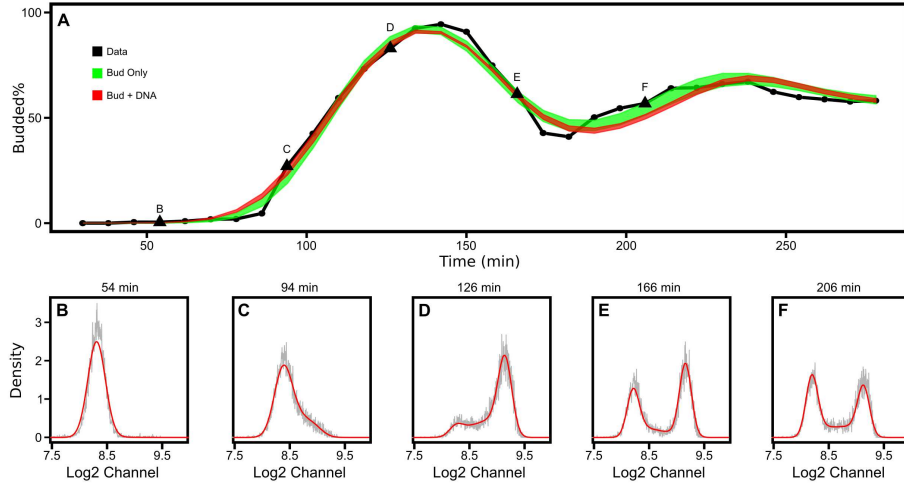 A
100
50
0
Budded%
Data
Bud Only
Bud + DNA
B
C
D
E
F
50
100
150
200
250
Time (min)
54 min
94 min
126 min
166 min
206 min
B
C
D
E
F
Density
3
2
1
0
7.5 8.5 9.5
7.5 8.5 9.5
7.5 8.5 9.5
7.5 8.5 9.5
7.5 8.5 9.5
Log2 Channel
Log2 Channel
Log2 Channel
Log2 Channel
Log2 Channel